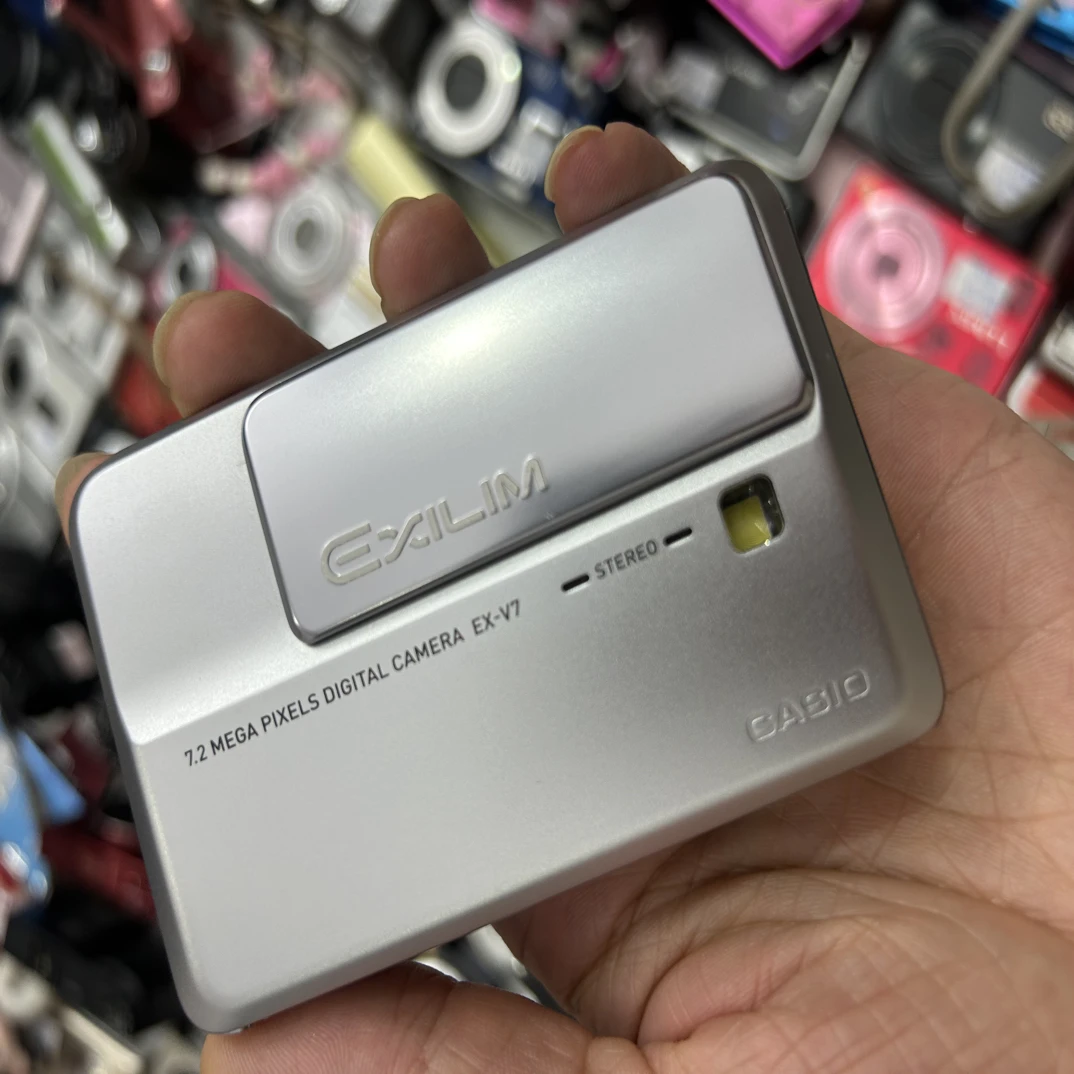 EXILIM
STEREO
7.2 MEGA PIXELS DIGITAL CAMERA EX-V7
CASIO